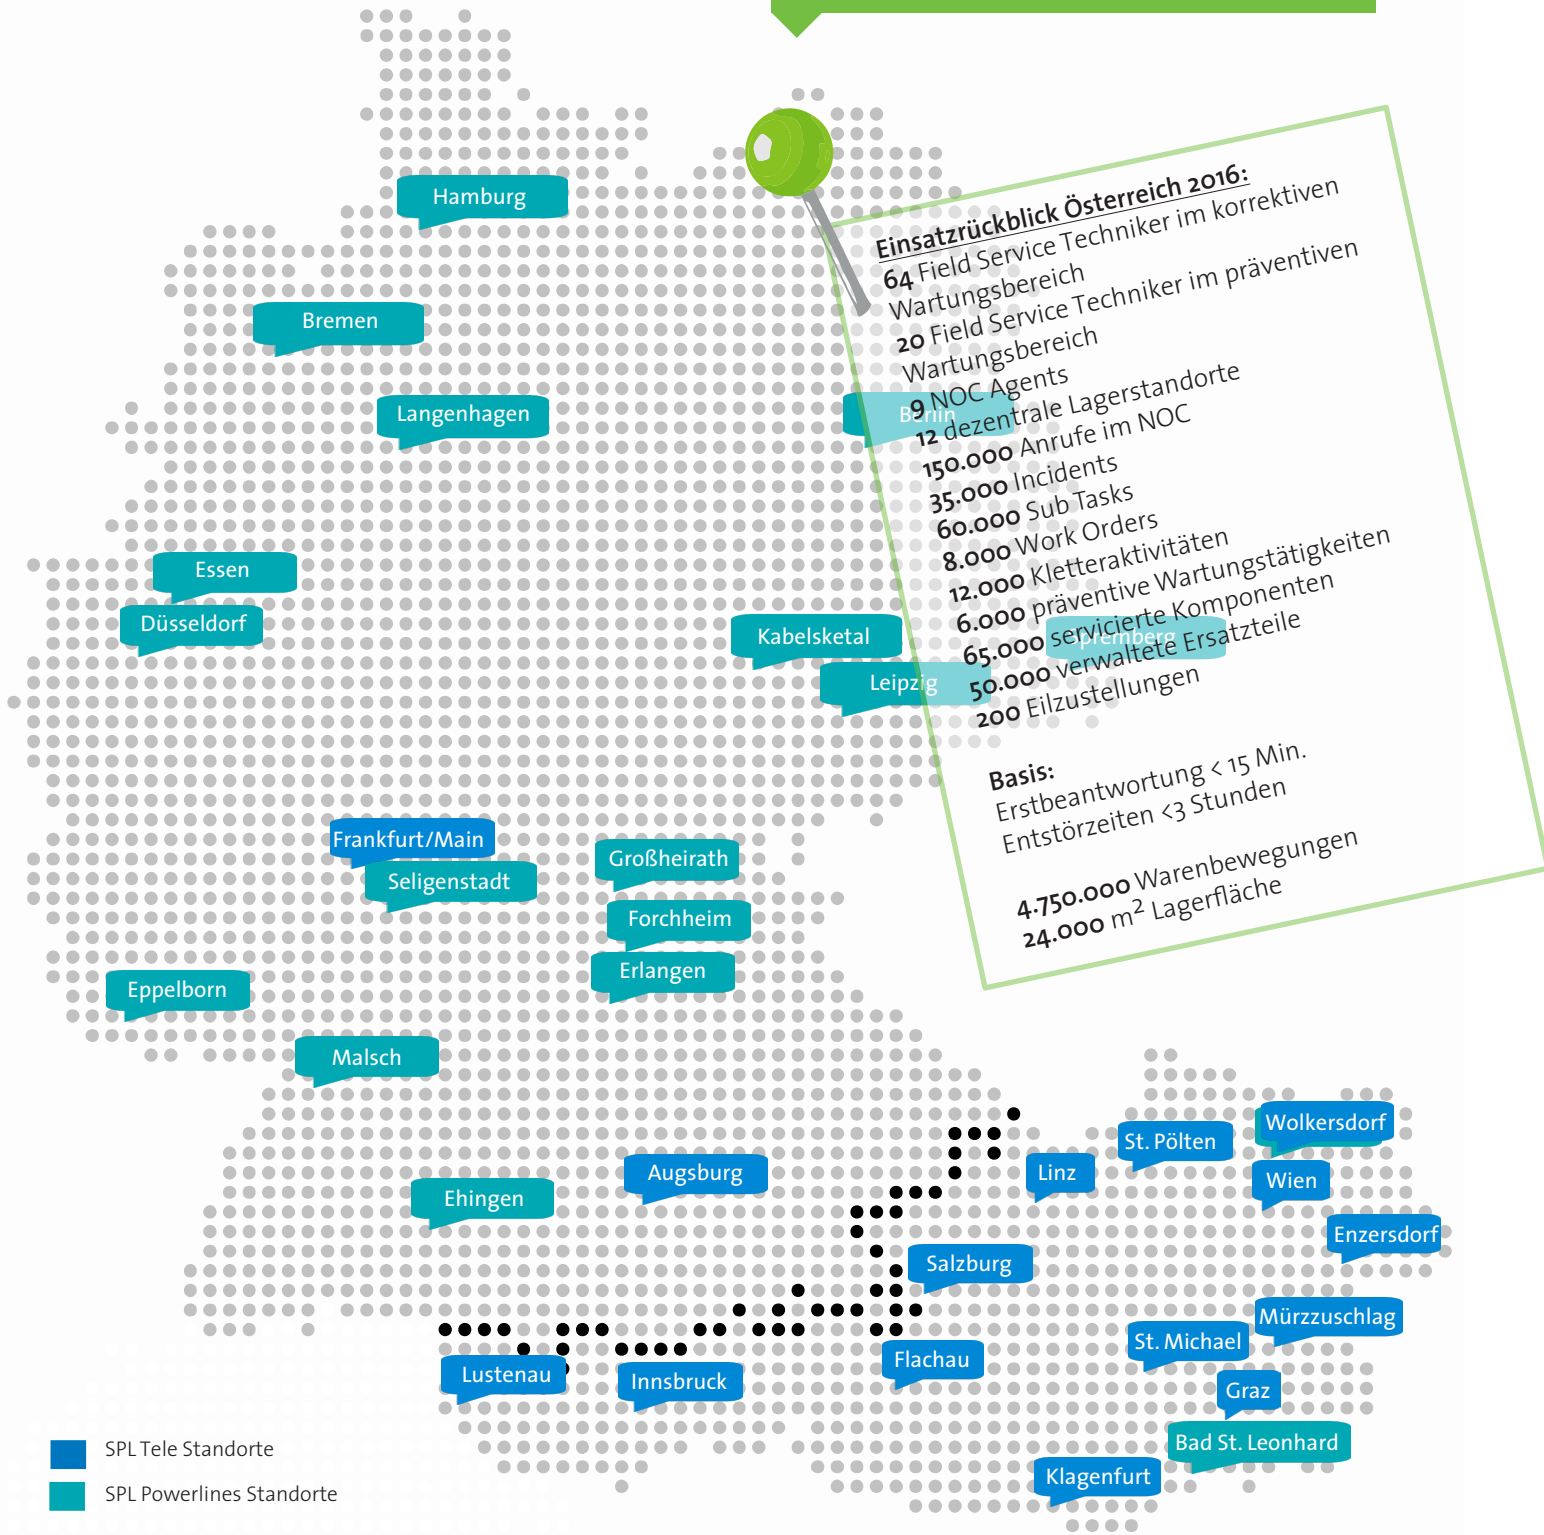 Hamburg
Bremen
Langenhagen
Berlin
Essen
Düsseldorf
Kabelsketal
Spremberg
Leipzig
Einsatzrückblick Österreich 2016:
64 Field Service Techniker im korrektiven
Wartungsbereich
20 Field Service Techniker im präventiven
Wartungsbereich
9 NOC Agents
12 dezentrale Lagerstandorte
150.000 Anrufe im NOC
35.000 Incidents
60.000 Sub Tasks
8.000 Work Orders
12.000 Kletteraktivitäten
6.000 präventive Wartungstätigkeiten
65.000 servicierte Komponenten
50.000 verwaltete Ersatzteile
200 Eilzustellungen
Basis:
Erstbeantwortung < 15 Min.
Entstörzeiten <3 Stunden
4.750.000 Warenbewegungen
24.000 m² Lagerfläche
Frankfurt/Main
Seligenstadt
Großheirath
Forchheim
Erlangen
Eppelborn
Malsch
Augsburg
Ehingen
Linz
St. Pölten
Wolkersdorf
Wien
Enzersdorf
Salzburg
Mürzzuschlag
St. Michael
Flachau
Lustenau
Innsbruck
Graz
Bad St. Leonhard
Klagenfurt
SPL Tele Standorte
SPL Powerlines Standorte